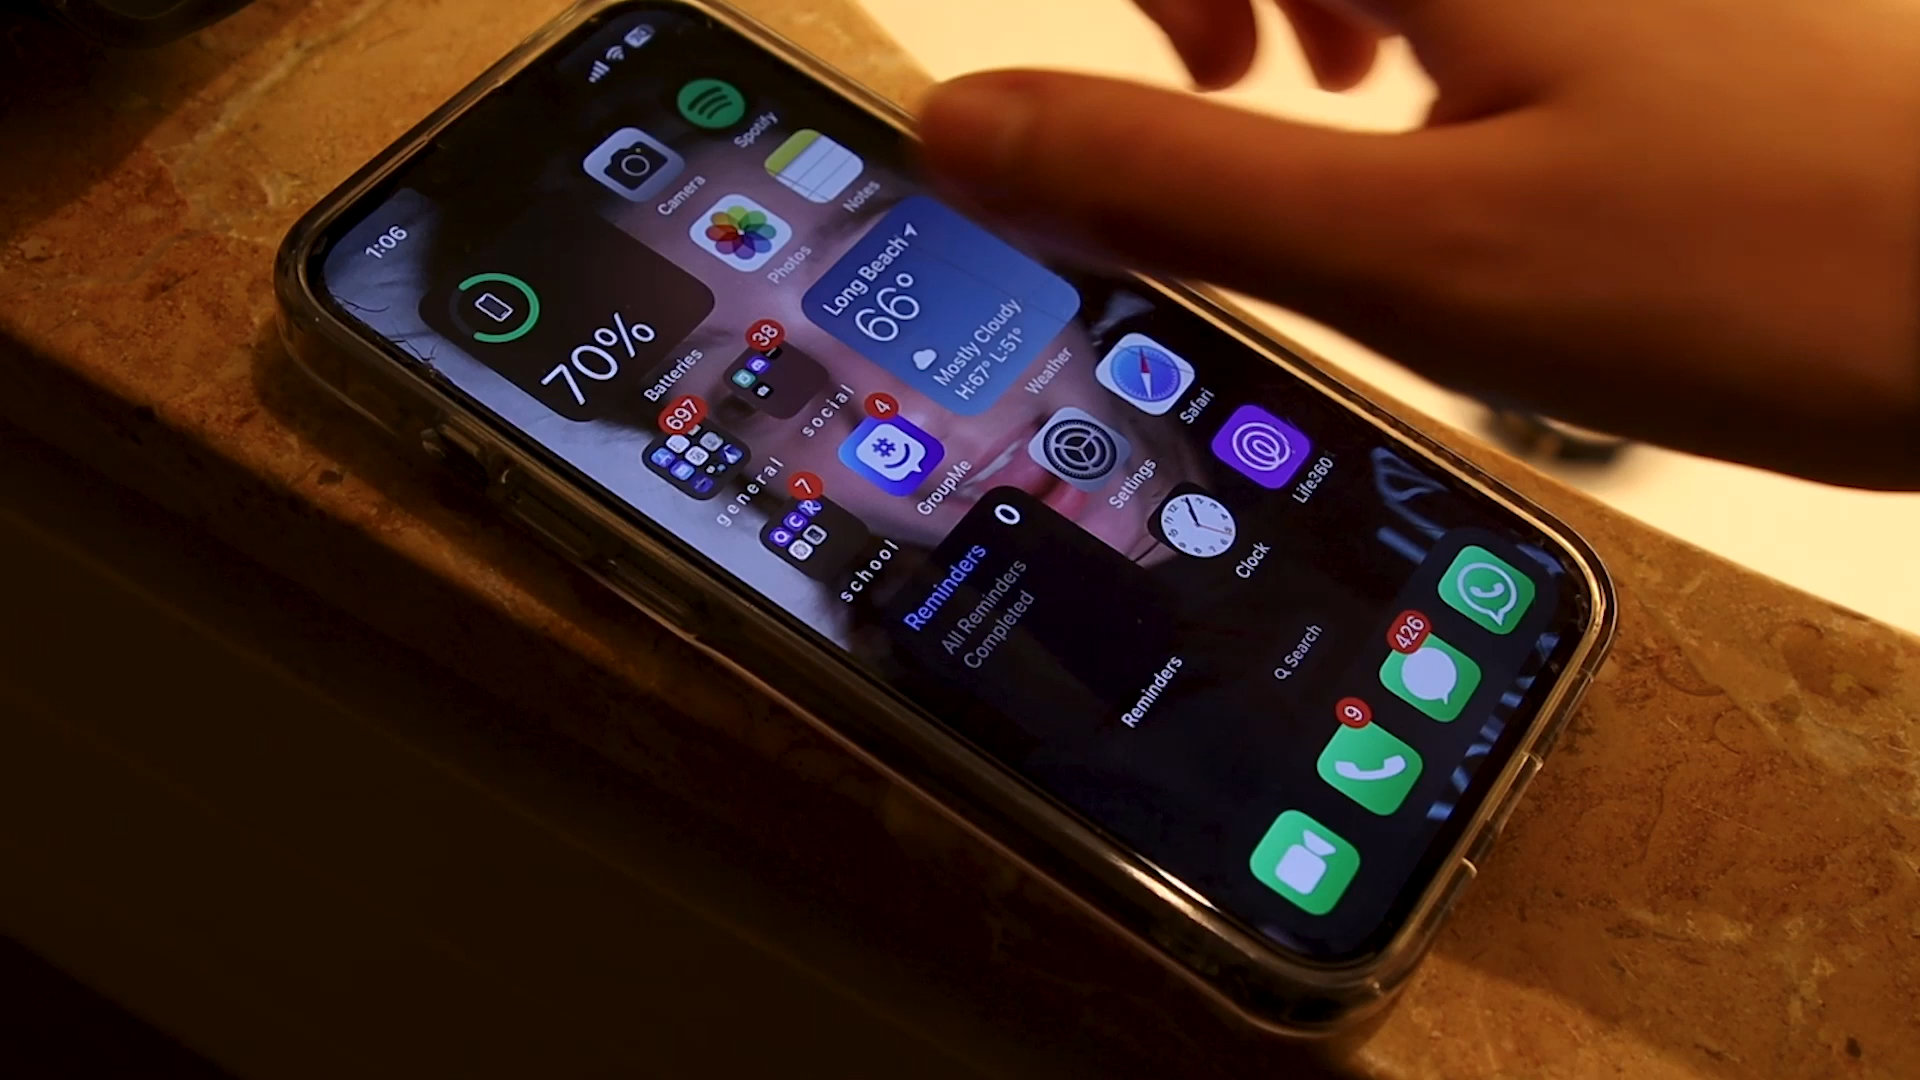 1:06
70%
Batteries
Camera
Spotify
Photos
Notes
Long Beach
66°
Mostly Cloudy
H:67° L:51°
Weather
697
general
38
social
7
school
4
GroupMe
Settings
Safari
Clock
Life360
0
Reminders
All Reminders
Completed
Reminders
Search
9
426